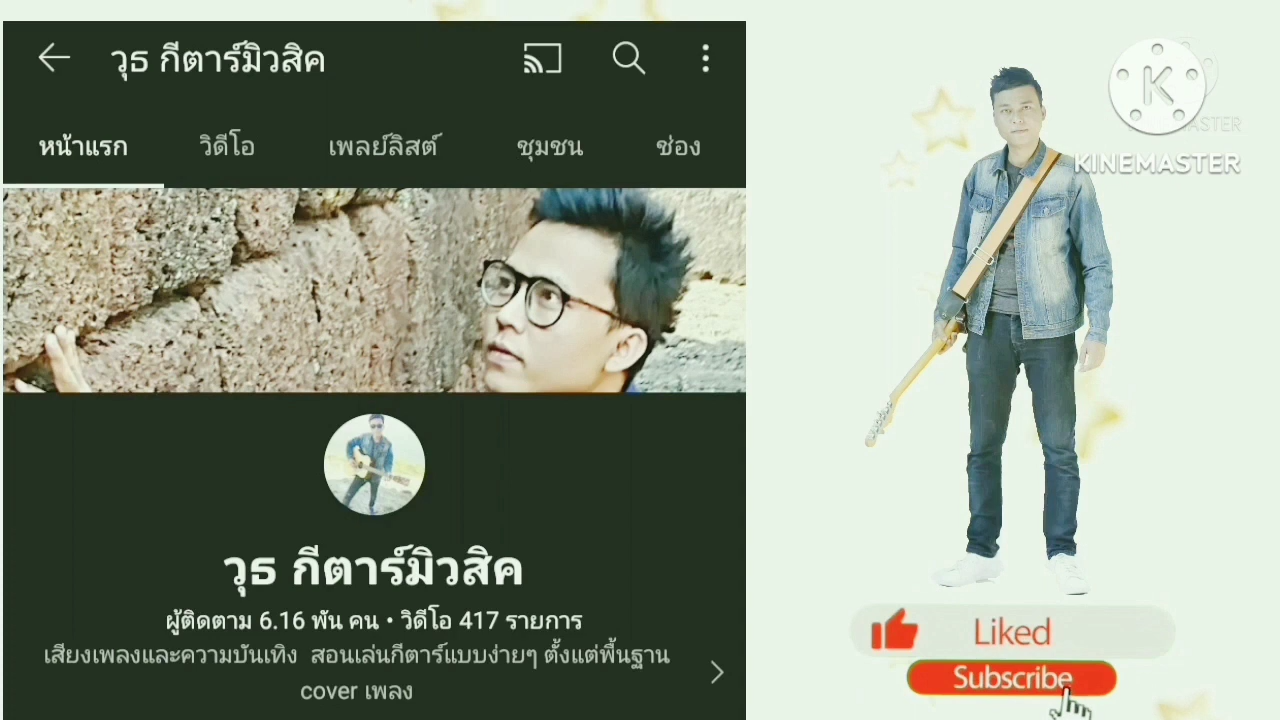 วุธ กีตาร์มิวสิค
หน้าแรก วิดีโอ เพลย์ลิสต์ ชุมชน ช่อง
วุธ กีตาร์มิวสิค
ผู้ติดตาม 6.16 พัน คน • วิดีโอ 417 รายการ
เสียงเพลงและความบันเทิง สอนเล่นกีตาร์แบบง่ายๆ ตั้งแต่พื้นฐาน
cover เพลง
K
MASTER
KINEMASTER
Liked
Subscribe